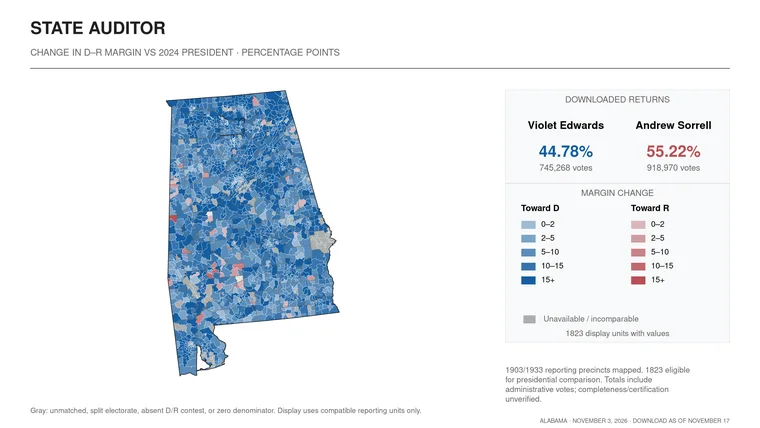 STATE AUDITOR
CHANGE IN D–R MARGIN VS 2024 PRESIDENT · PERCENTAGE POINTS
DOWNLOADED RETURNS
Violet Edwards
Andrew Sorrell
44.78%
55.22%
745,268 votes
918,970 votes
MARGIN CHANGE
Toward D
Toward R
0–2
0–2
2–5
2–5
5–10
5–10
10–15
10–15
15+
15+
Unavailable / incomparable
1823 display units with values
1903/1933 reporting precincts mapped. 1823 eligible
for presidential comparison. Totals include
administrative votes; completeness/certification
unverified.
Gray: unmatched, split electorate, absent D/R contest, or zero denominator. Display uses compatible reporting units only.
ALABAMA · NOVEMBER 3, 2026 · DOWNLOAD AS OF NOVEMBER 17